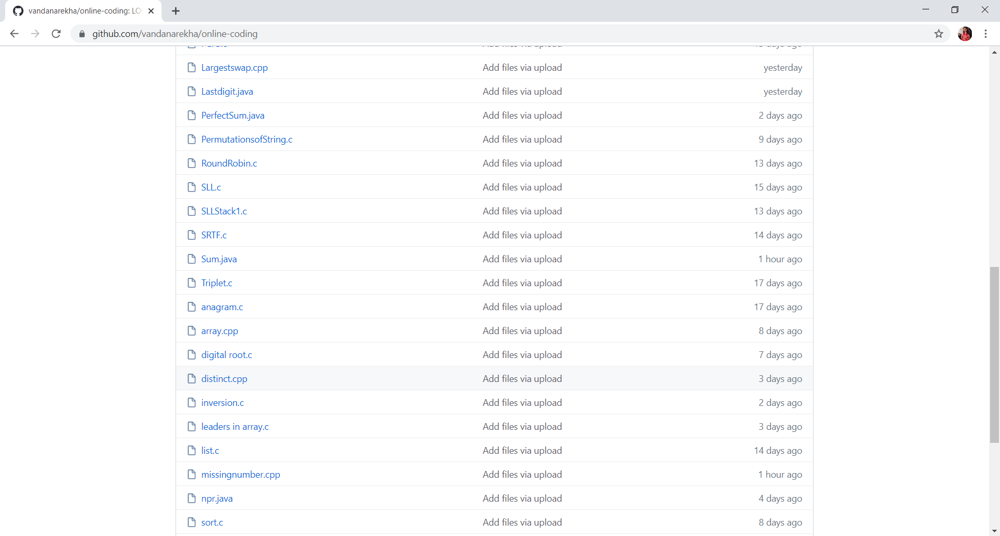 vandanarekha/online-coding: LO
github.com/vandanarekha/online-coding
Largestswap.cpp Add files via upload yesterday
Lastdigit.java Add files via upload yesterday
PerfectSum.java Add files via upload 2 days ago
PermutationsofString.c Add files via upload 9 days ago
RoundRobin.c Add files via upload 13 days ago
SLL.c Add files via upload 15 days ago
SLLStack1.c Add files via upload 13 days ago
SRTF.c Add files via upload 14 days ago
Sum.java Add files via upload 1 hour ago
Triplet.c Add files via upload 17 days ago
anagram.c Add files via upload 17 days ago
array.cpp Add files via upload 8 days ago
digital root.c Add files via upload 7 days ago
distinct.cpp Add files via upload 3 days ago
inversion.c Add files via upload 2 days ago
leaders in array.c Add files via upload 3 days ago
list.c Add files via upload 14 days ago
missingnumber.cpp Add files via upload 1 hour ago
npr.java Add files via upload 4 days ago
sort.c Add files via upload 8 days ago